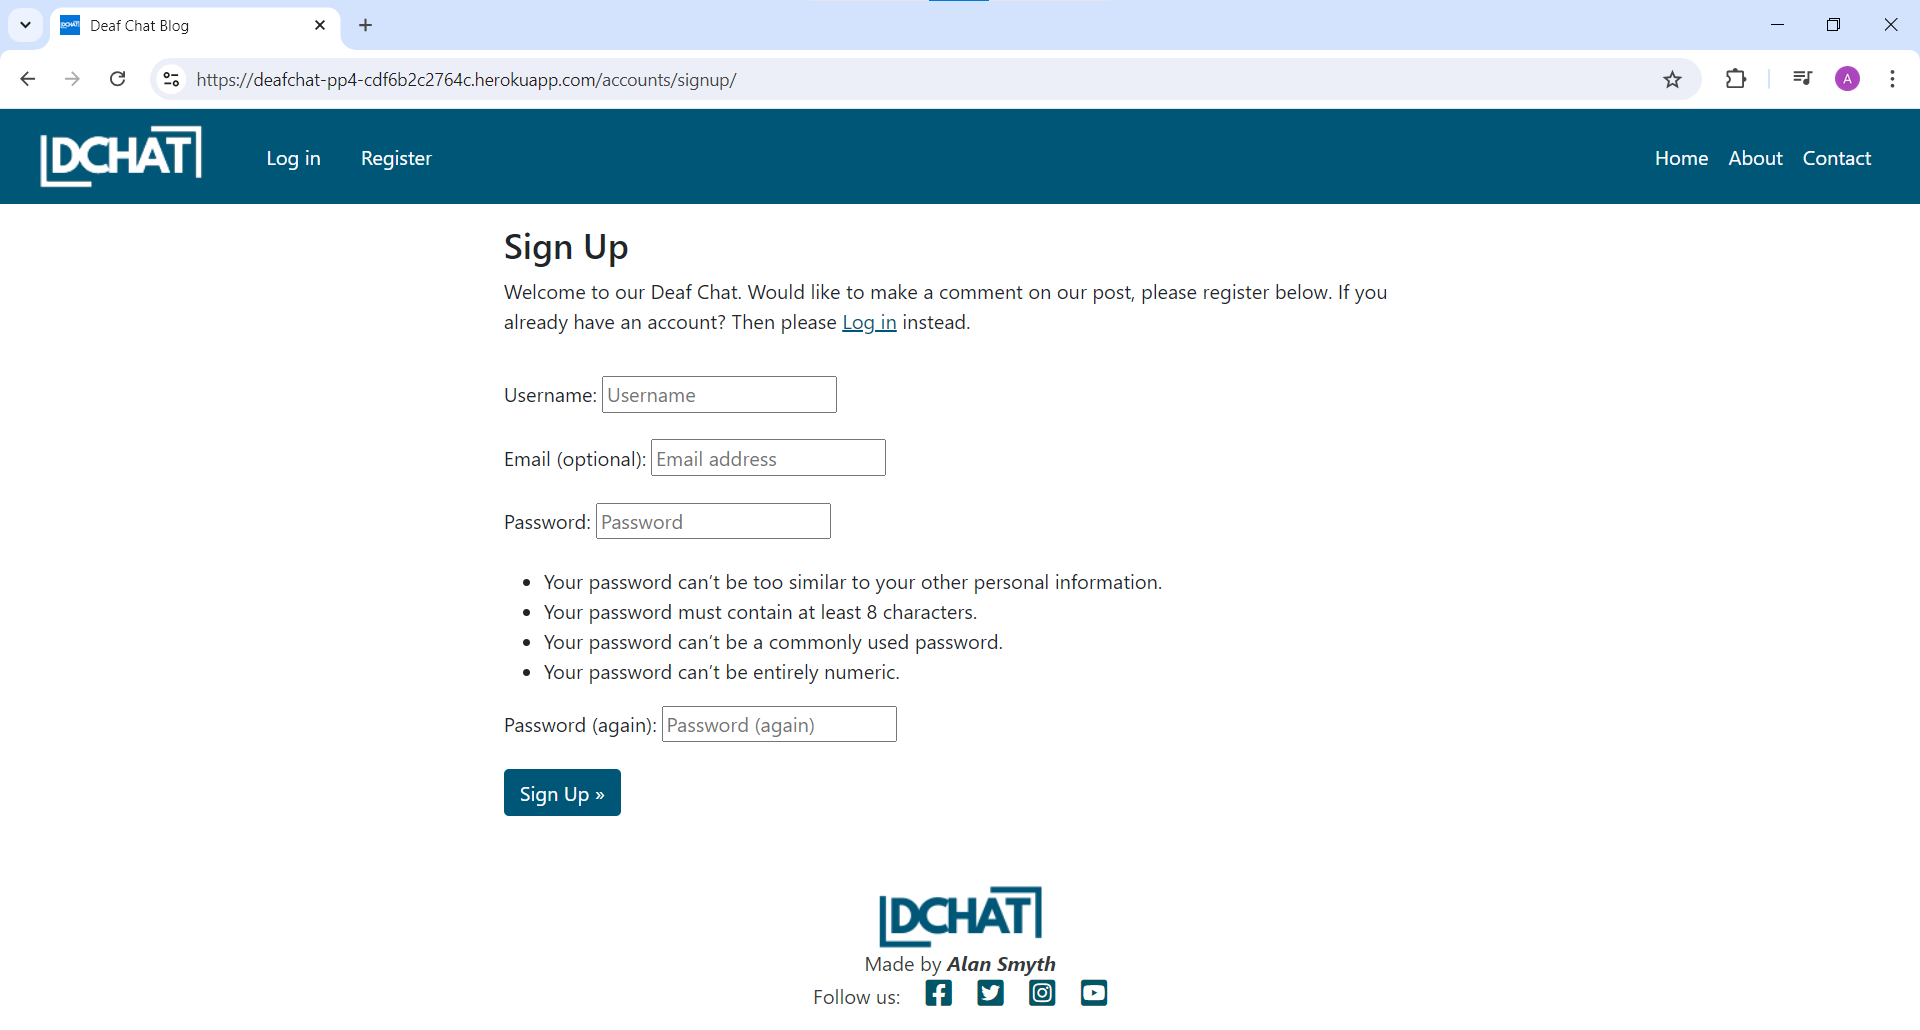 Deaf Chat Blog
https://deafchat-pp4-cdf6b2c2764c.herokuapp.com/accounts/signup/
A
DCHAT
Log in
Register
Home
About
Contact
Sign Up
Welcome to our Deaf Chat. Would like to make a comment on our post, please register below. If you
already have an account? Then please Log in instead.
Username: Username
Email (optional): Email address
Password: Password
• Your password can’t be too similar to your other personal information.
• Your password must contain at least 8 characters.
• Your password can’t be a commonly used password.
• Your password can’t be entirely numeric.
Password (again): Password (again)
Sign Up »
DCHAT
Made by Alan Smyth
Follow us: